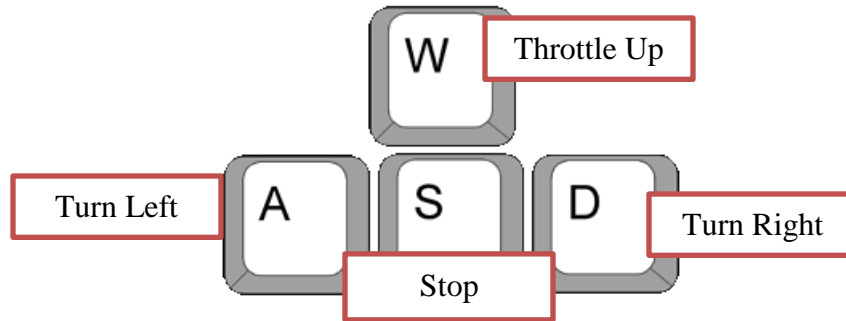 W
Throttle Up
A
S
D
Turn Left
Turn Right
Stop